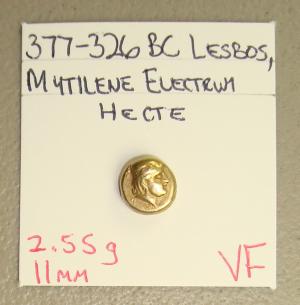 377-326 BC LESBOS,
MYTILENE ELECTRUM
HECTE
2.55g
11MM
VF